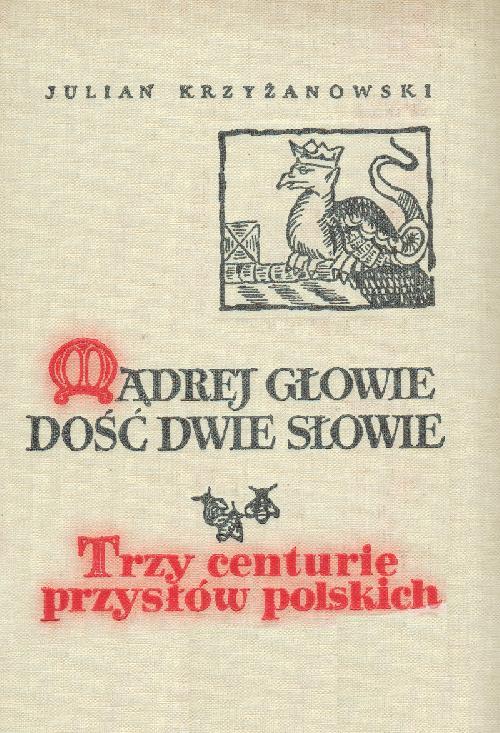 JULIAN KRZYŻANOWSKI
MĄDREJ GŁOWIE
DOŚĆ DWIE SŁOWIE
Trzy centurie
przysłów polskich